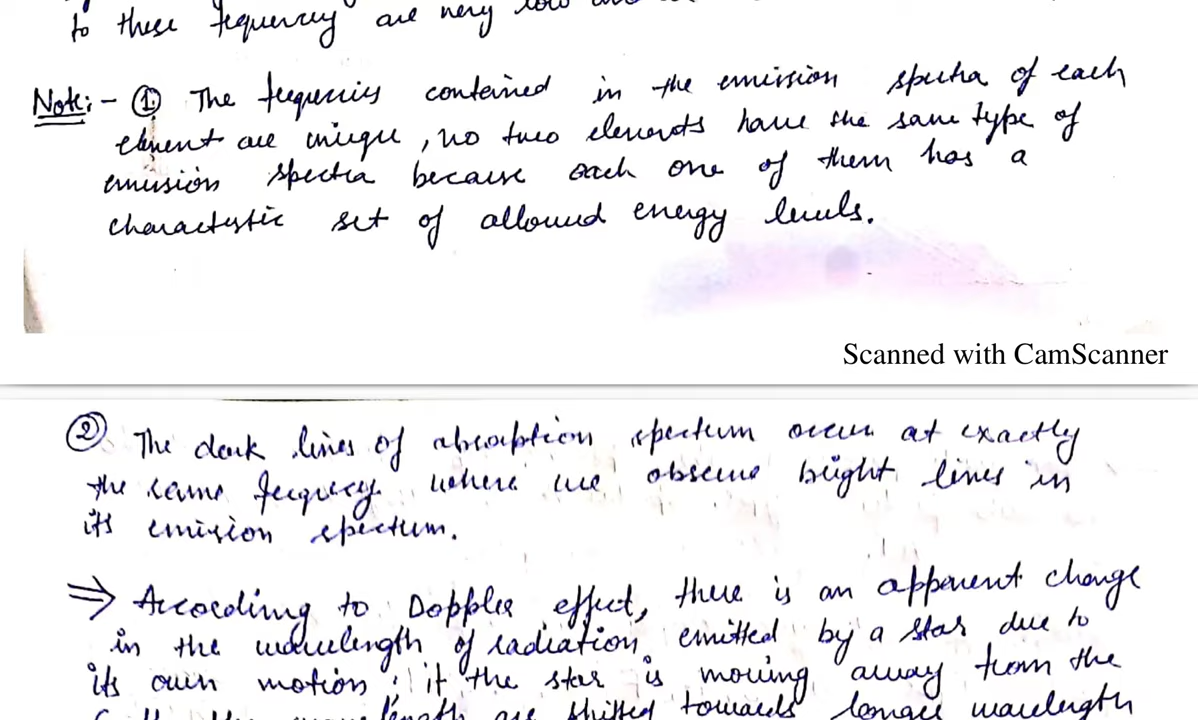 to these frequency are very low
Note:- ① The frequencies contained in the emission spectra of each
element are unique, no two elements have the same type of
emission spectra because each one of them has a
characterstic set of allowed energy levels.
Scanned with CamScanner
② The dark lines of absorption spectrum occur at exactly
the same frequecy where we observe bright lines in
its emission spectrum.
⇒ According to Doppler effect, there is an apparent change
in the wavelength of radiation emitted by a star due to
its own motion; if the star is moving away from the
are shifted towards longer wavelength